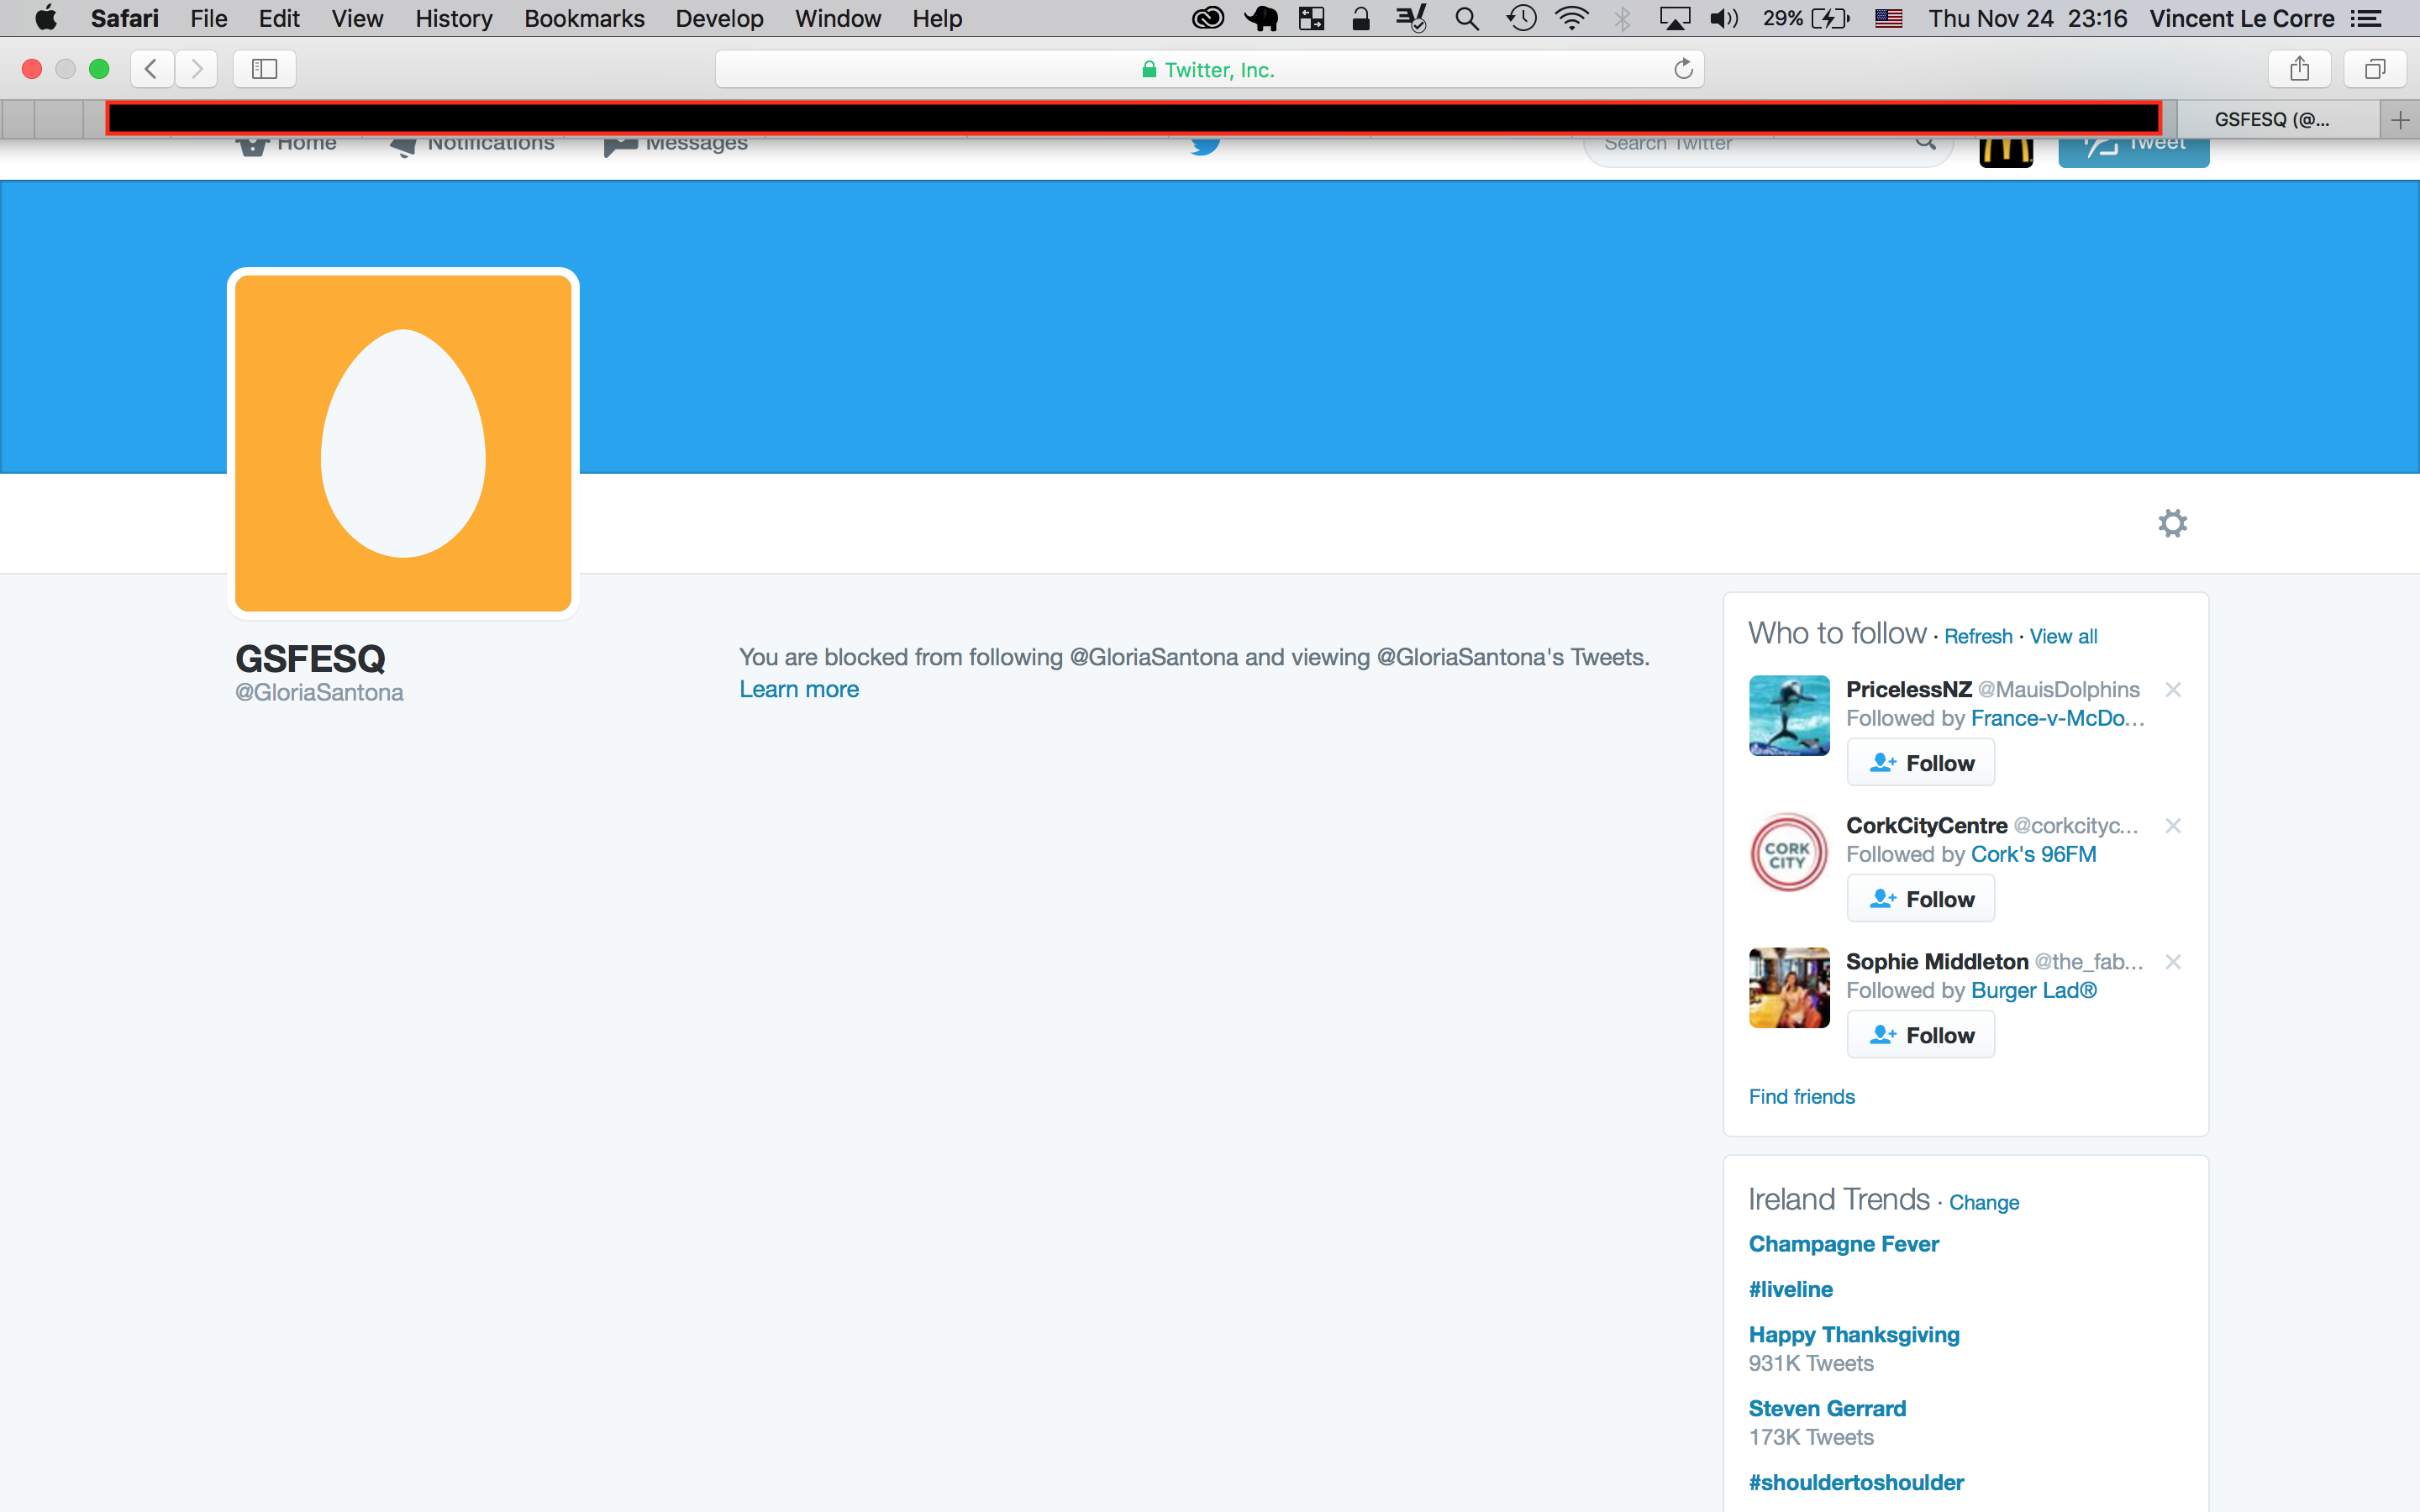 Safari File Edit View History Bookmarks Develop Window Help 29% Thu Nov 24 23:16 Vincent Le Corre
Twitter, Inc.
GSFESQ (@...
Home Notifications Messages Search Twitter Tweet
GSFESQ
@GloriaSantona
You are blocked from following @GloriaSantona and viewing @GloriaSantona's Tweets.
Learn more
Who to follow · Refresh · View all
PricelessNZ @MauisDolphins
Followed by France-v-McDo...
Follow
CORK
CITY
CorkCityCentre @corkcityc...
Followed by Cork's 96FM
Follow
Sophie Middleton @the_fab...
Followed by Burger Lad®
Follow
Find friends
Ireland Trends · Change
Champagne Fever
#liveline
Happy Thanksgiving
931K Tweets
Steven Gerrard
173K Tweets
#shouldertoshoulder